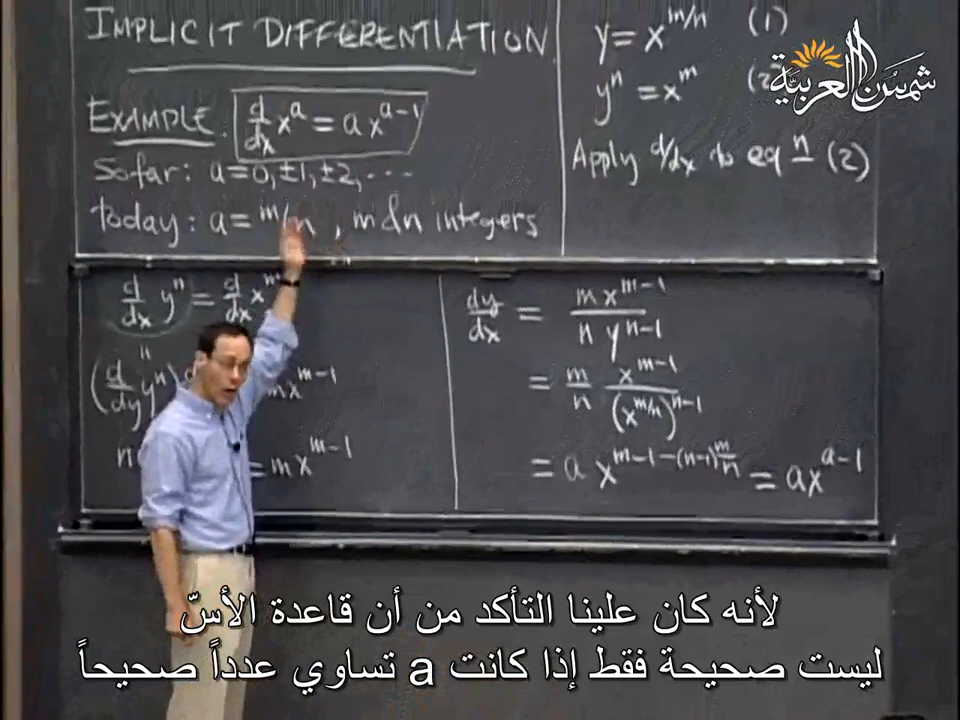 IMPLICIT DIFFERENTIATION
EXAMPLE. d/dx x^a = ax^{a-1}
So far: a=0, ±1, ±2, ...
today: a = m/n, m & n integers
y = x^{m/n} (1)
y^n = x^m (2
Apply d/dx to eq n (2)
شمس العربية
d/dx y^n = d/dx x^m
(d/dy y^n) d mx^{m-1}
n = mx^{m-1}
dy/dx = mx^{m-1} / n y^{n-1}
= m/n x^{m-1} / (x^{m/n})^{n-1}
= a x^{m-1-(n-1)m/n} = ax^{a-1}
لأنه كان علينا التأكد من أن قاعدة الأسّ
ليست صحيحة فقط إذا كانت a تساوي عدداً صحيحاً